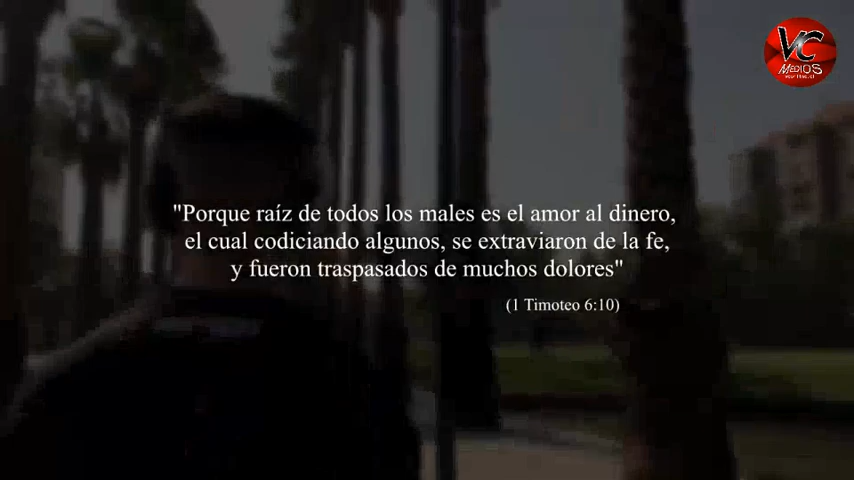 VC
MEDIOS
"Porque raíz de todos los males es el amor al dinero,
el cual codiciando algunos, se extraviaron de la fe,
y fueron traspasados de muchos dolores"
(1 Timoteo 6:10)